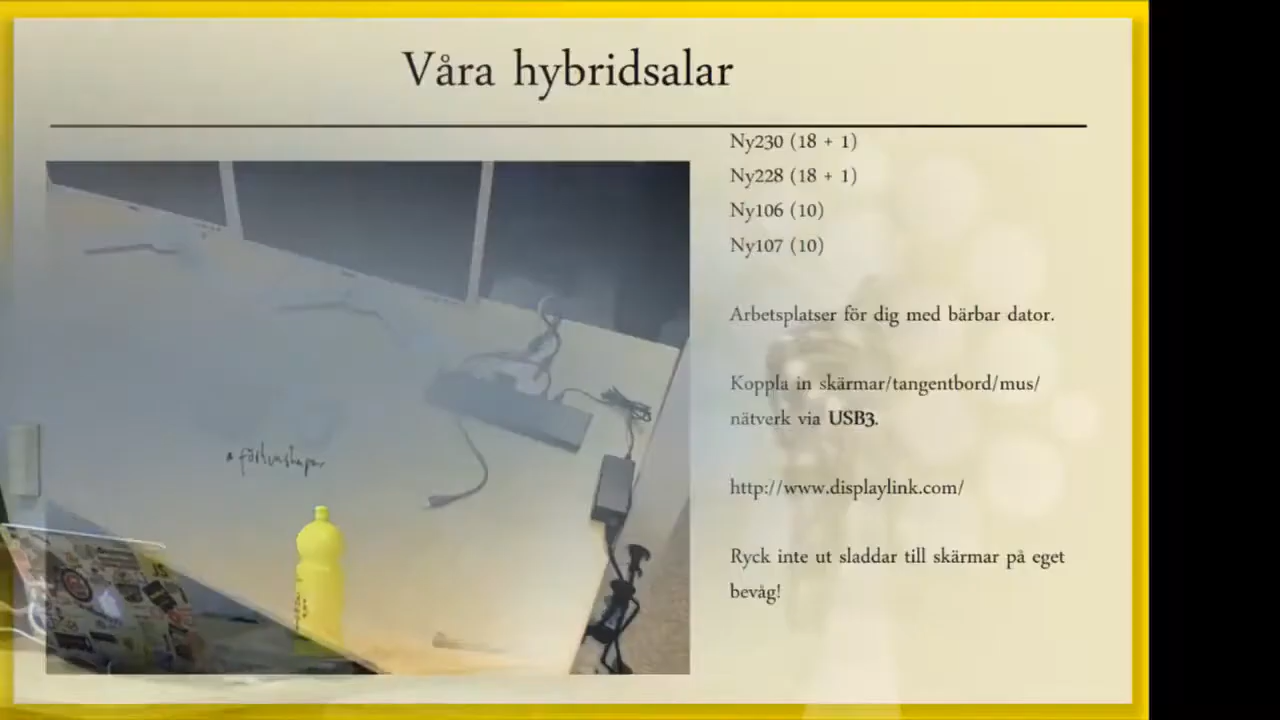 Våra hybridsalar
Ny230 (18 + 1)
Ny228 (18 + 1)
Ny106 (10)
Ny107 (10)
Arbetsplatser för dig med bärbar dator.
Koppla in skärmar/tangentbord/mus/
nätverk via USB3.
http://www.displaylink.com/
Ryck inte ut sladdar till skärmar på eget
bevåg!